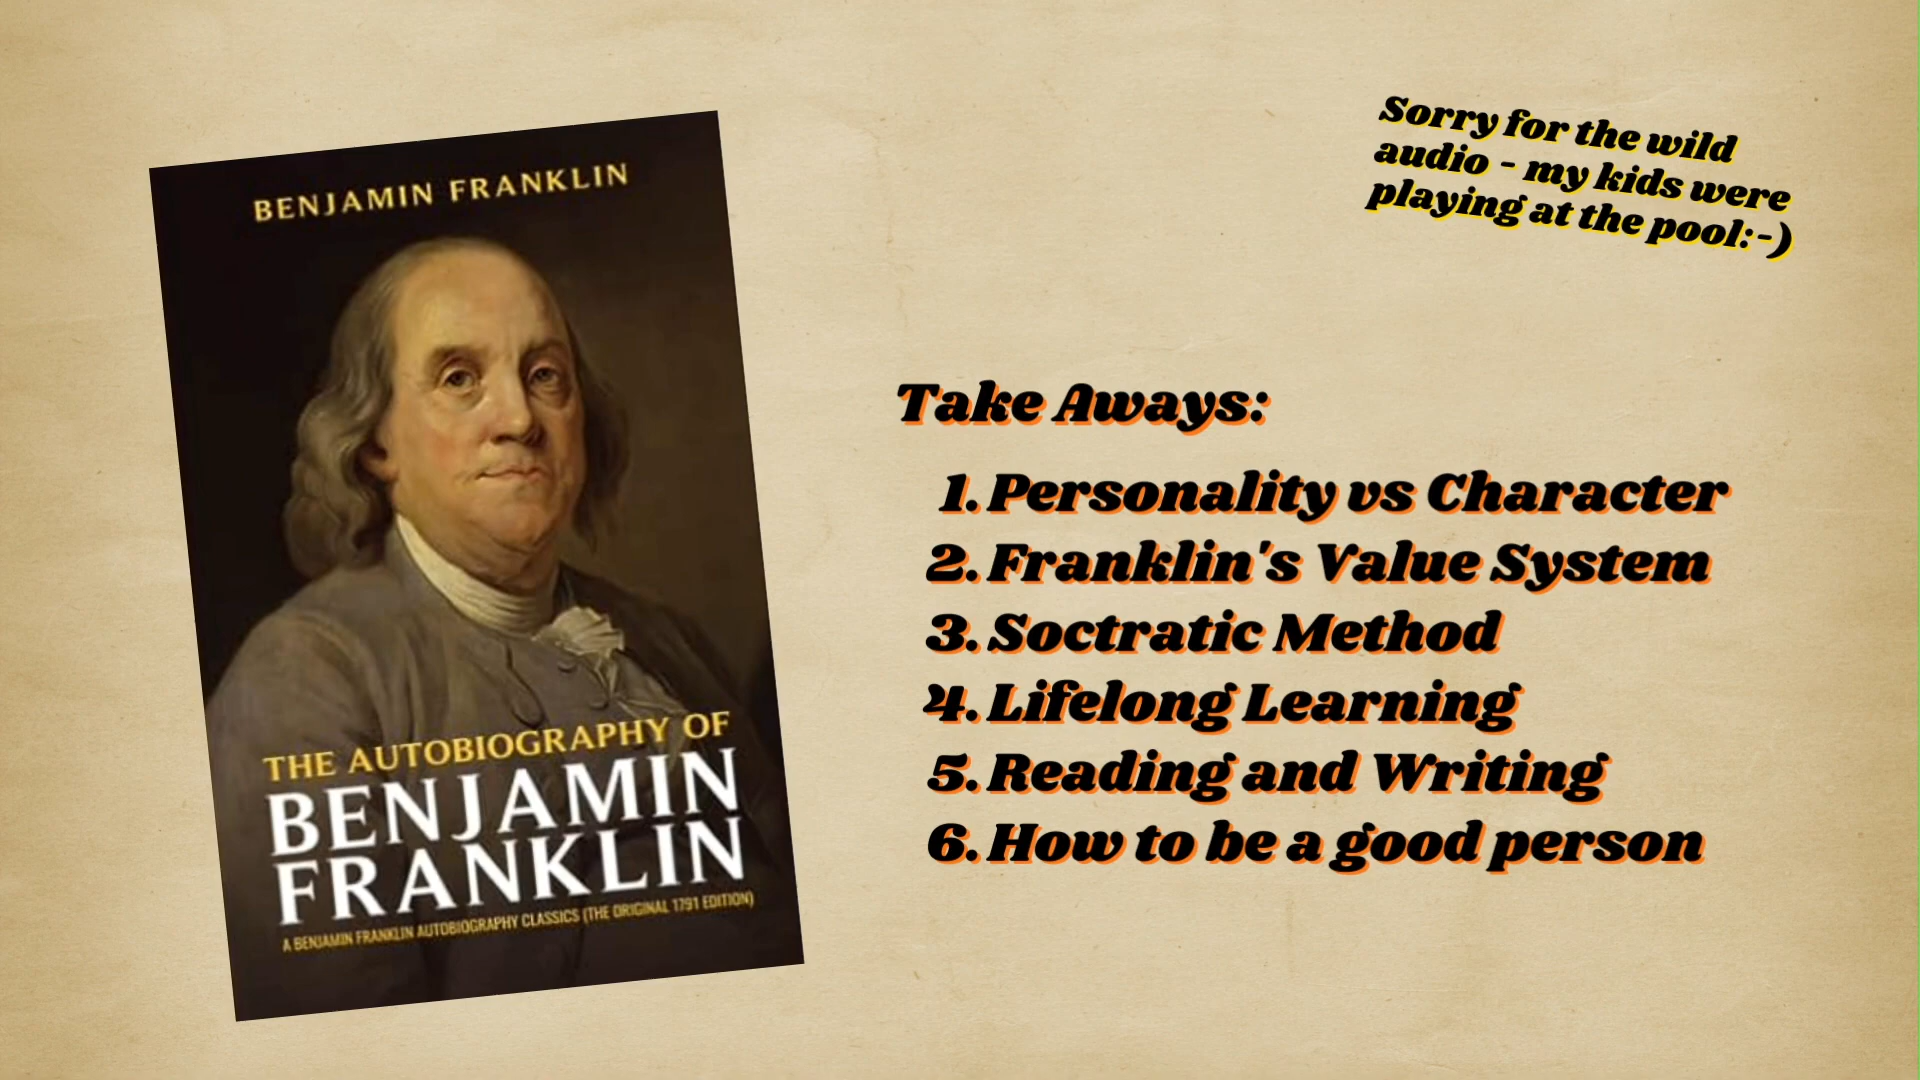 BENJAMIN FRANKLIN
THE AUTOBIOGRAPHY OF
BENJAMIN
FRANKLIN
A BENJAMIN FRANKLIN AUTOBIOGRAPHY CLASSICS (THE ORIGINAL 1791 EDITION)
Sorry for the wild
audio - my kids were
playing at the pool:-)
Take Aways:
1. Personality vs Character
2. Franklin's Value System
3. Soctratic Method
4. Lifelong Learning
5. Reading and Writing
6. How to be a good person